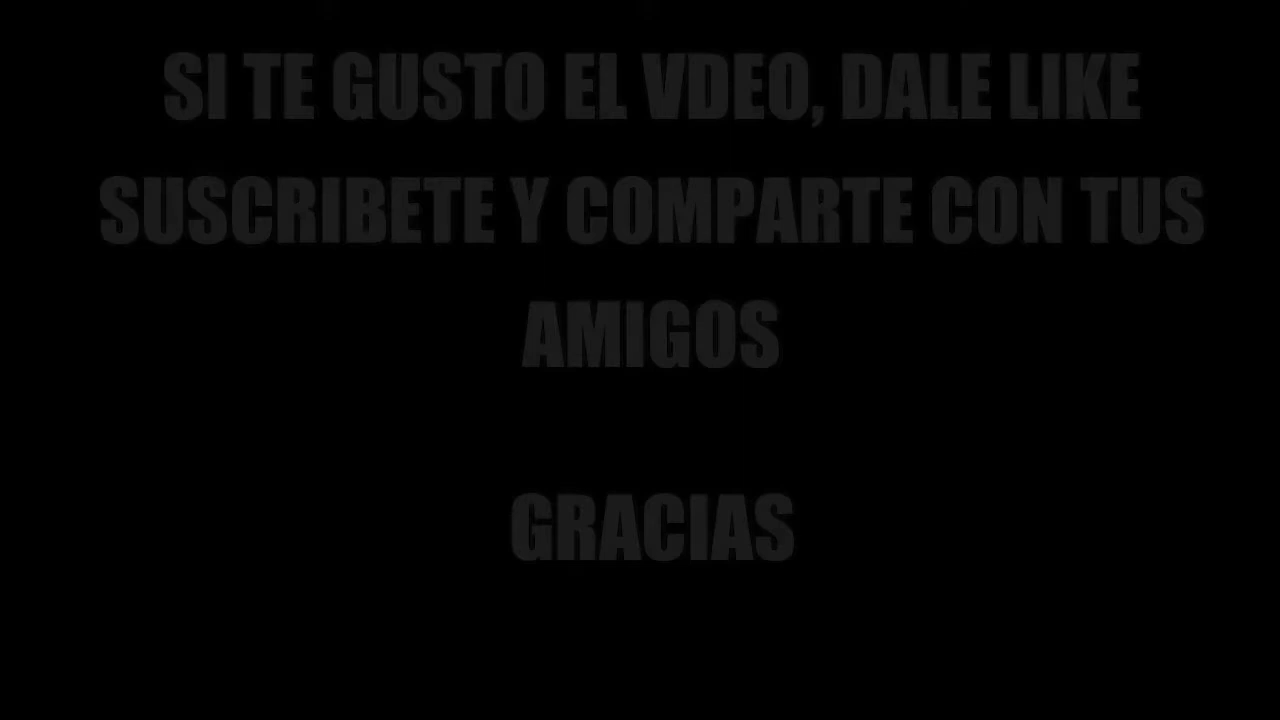 SI TE GUSTO EL VDEO, DALE LIKE
SUSCRIBETE Y COMPARTE CON TUS
AMIGOS
GRACIAS